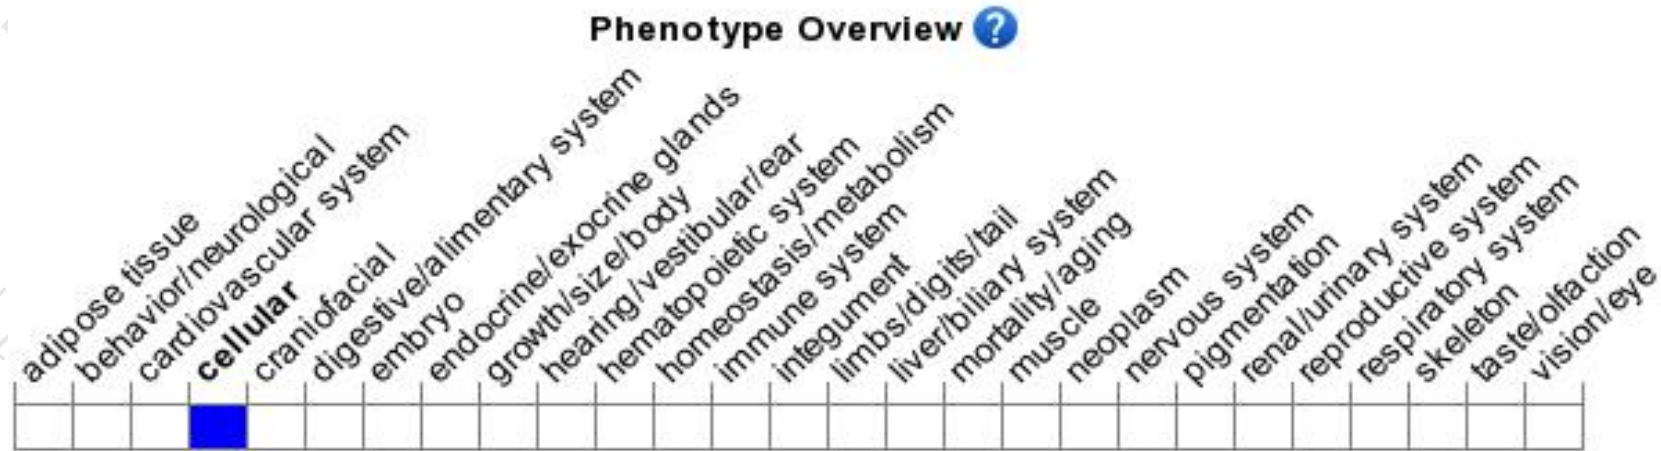 Phenotype Overview ?
adipose tissue
behavior/neurological
cardiovascular system
cellular
craniofacial
digestive/alimentary system
embryo
endocrine/exocrine glands
growth/size/body
hearing/vestibular/ear
hematopoietic system
homeostasis/metabolism
immune system
integument
limbs/digits/tail
liver/biliary system
mortality/aging
muscle
neoplasm
nervous system
pigmentation
renal/urinary system
reproductive system
respiratory system
skeleton
taste/olfaction
vision/eye